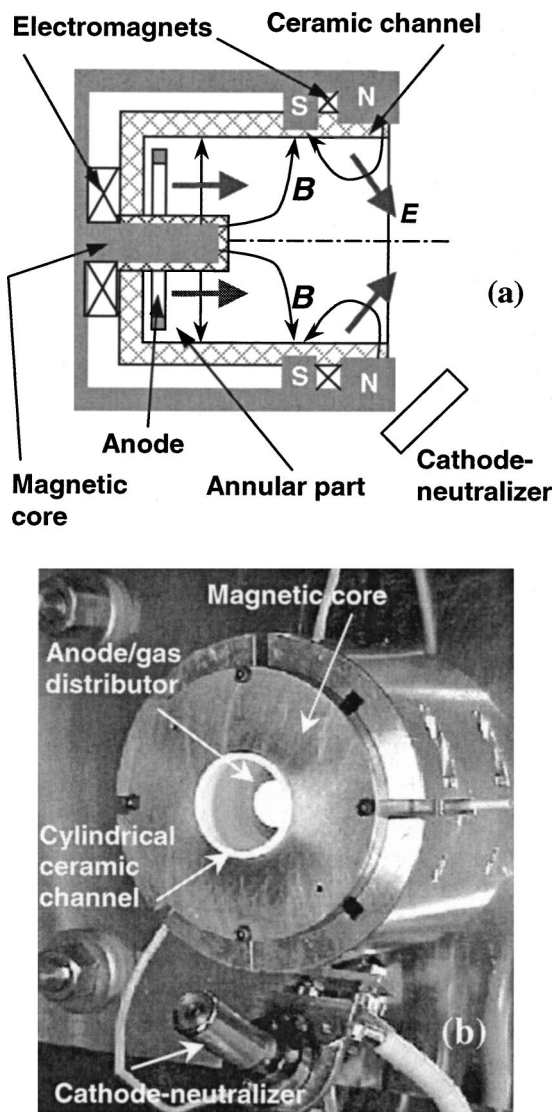 Electromagnets
Ceramic channel
S
N
B
E
(a)
B
S
N
Anode
Cathode-
neutralizer
Magnetic
core
Annular part
Magnetic core
Anode/gas
distributor
Cylindrical
ceramic
channel
(b)
Cathode-neutralizer